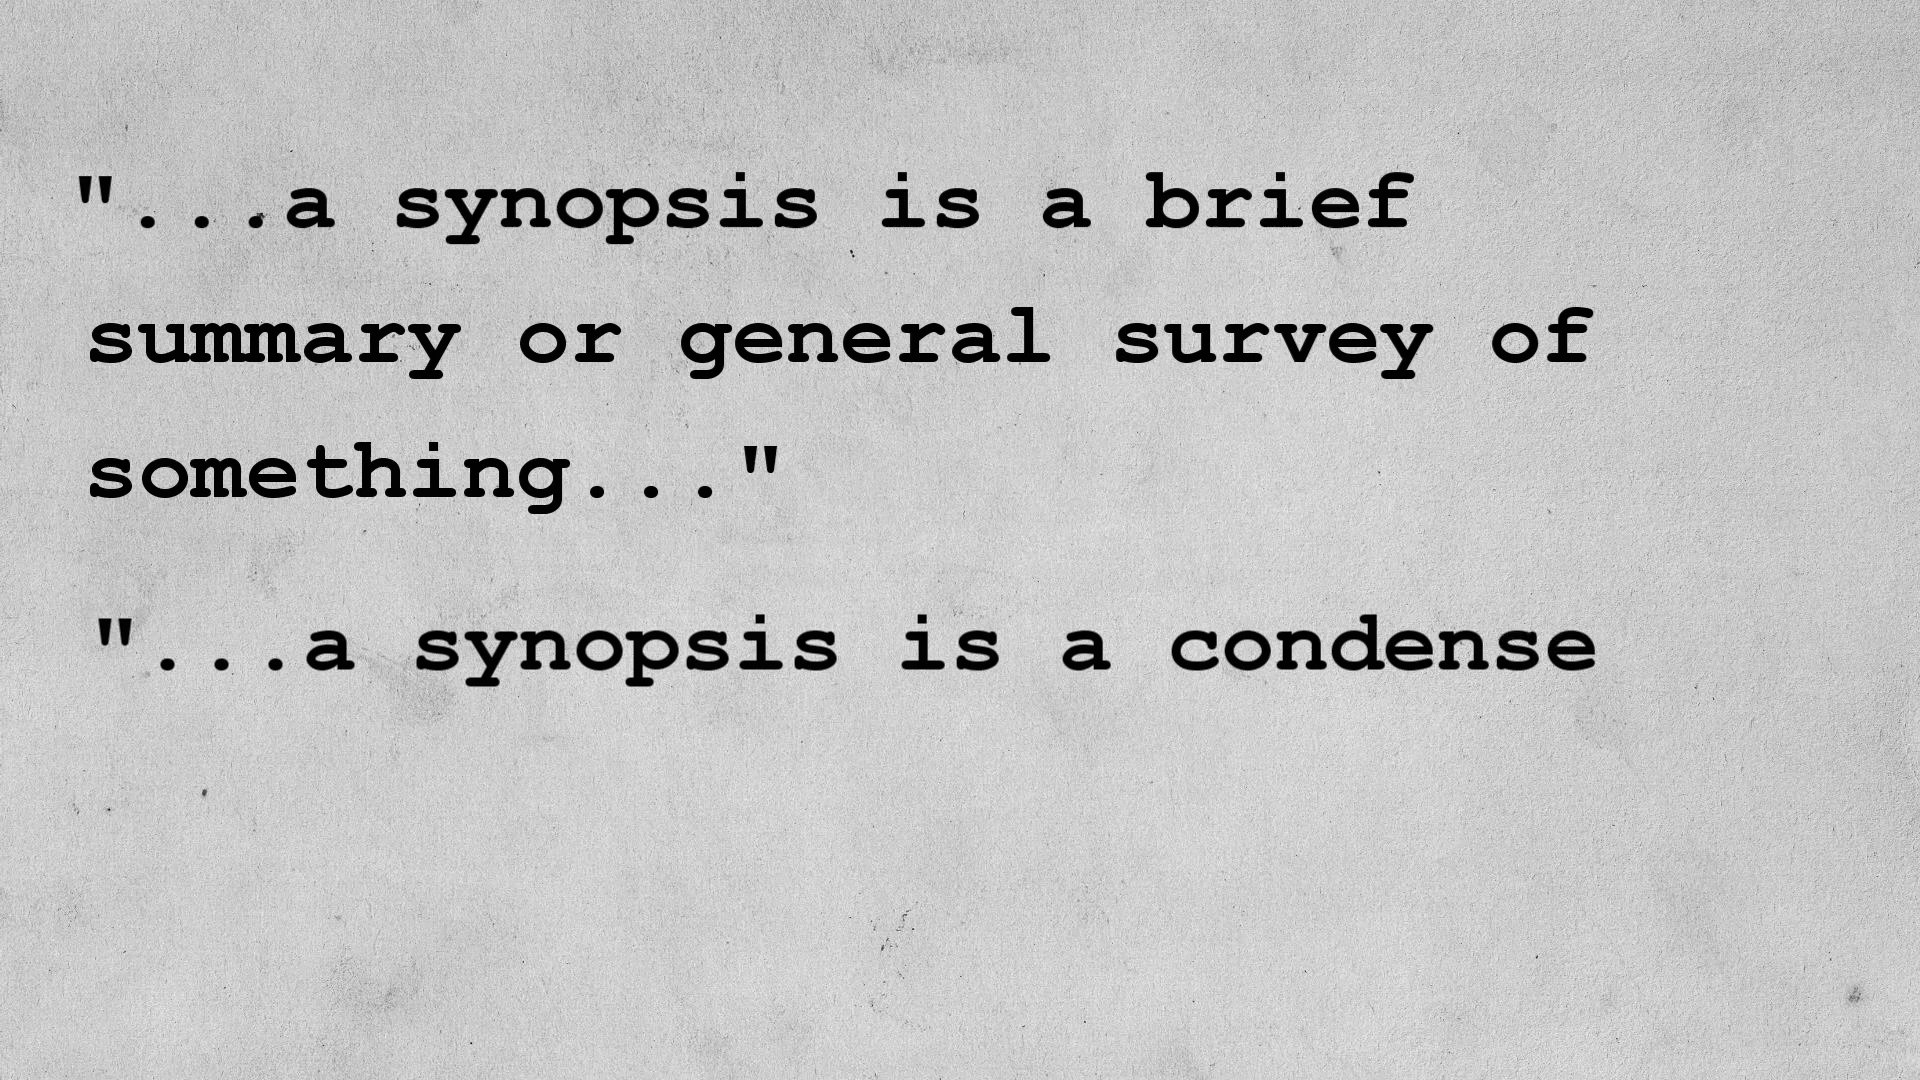 "...a synopsis is a brief
summary or general survey of
something..."
"...a synopsis is a condense